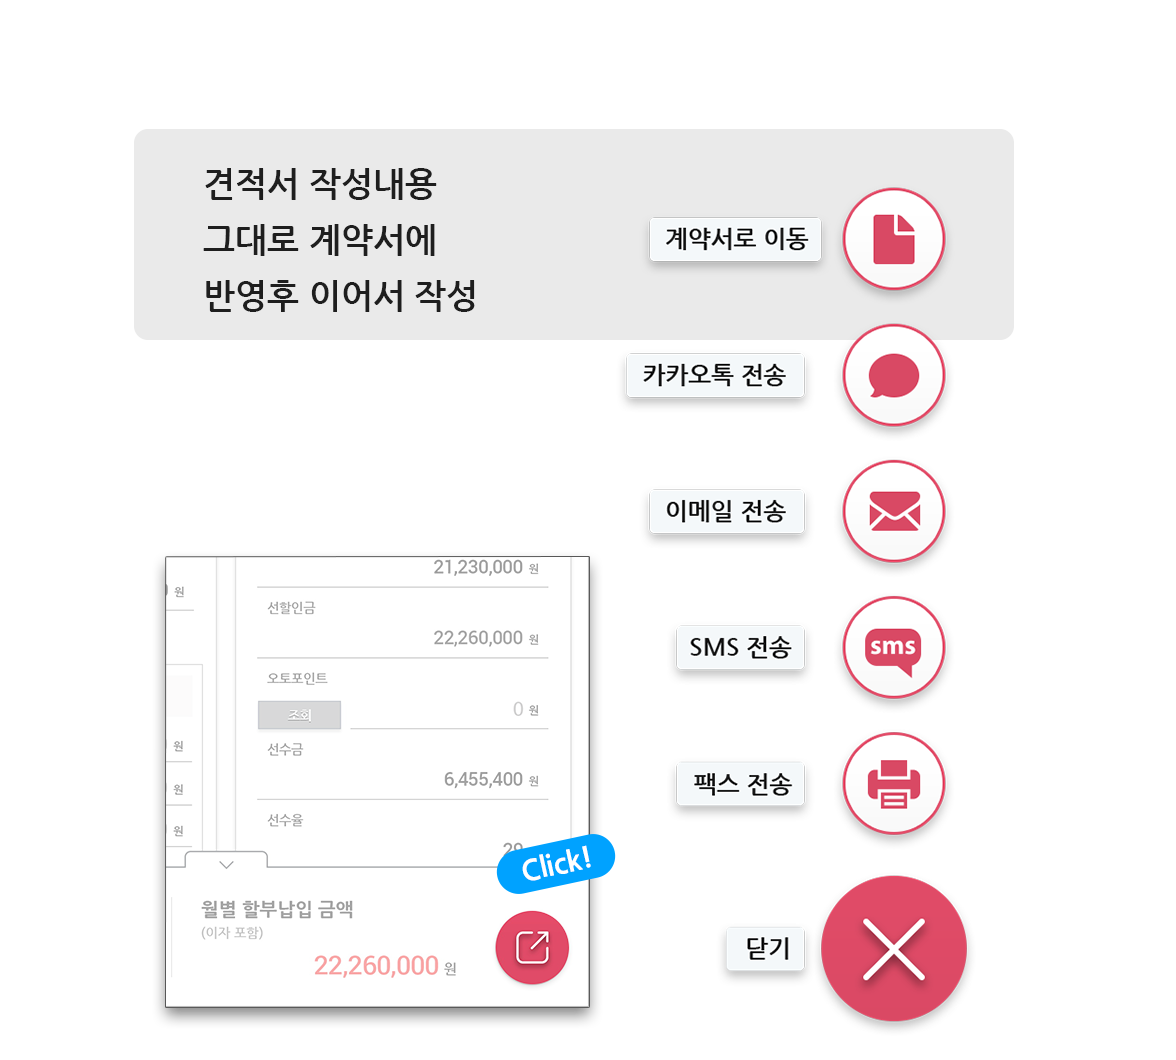 견적서 작성내용
그대로 계약서에
반영후 이어서 작성
계약서로 이동
카카오톡 전송
이메일 전송
SMS 전송
sms
팩스 전송
닫기
21,230,000 원
원
선할인금
22,260,000 원
오토포인트
조회
0 원
선수금
원
6,455,400 원
원
선수율
원
29
Click!
월별 할부납입 금액
(이자 포함)
22,260,000 원